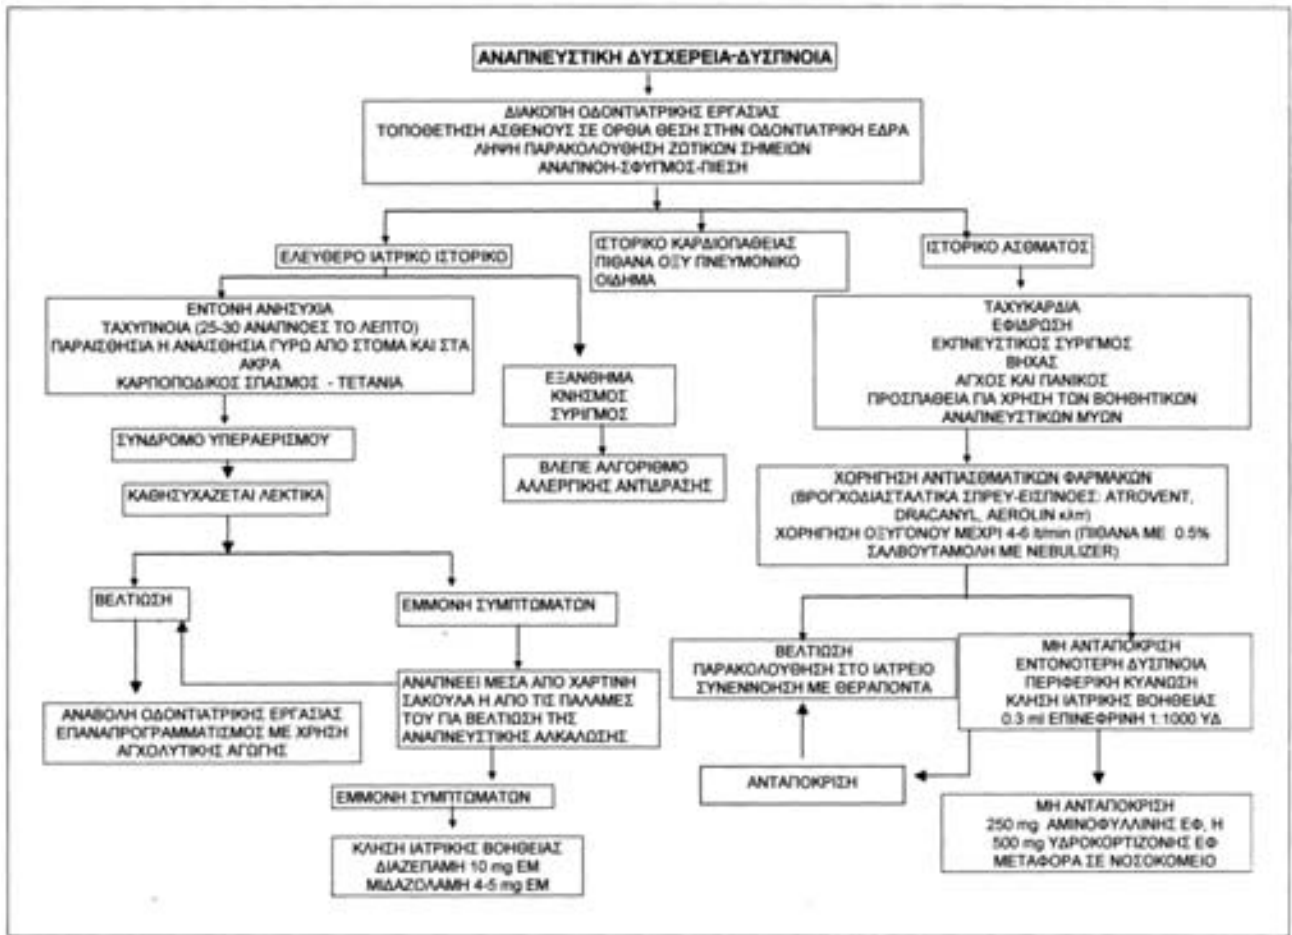 ΑΝΑΠΝΕΥΣΤΙΚΗ ΔΥΣΧΕΡΕΙΑ-ΔΥΣΠΝΟΙΑ
ΔΙΑΚΟΠΗ ΟΔΟΝΤΙΑΤΡΙΚΗΣ ΕΡΓΑΣΙΑΣ
ΤΟΠΟΘΕΤΗΣΗ ΑΣΘΕΝΟΥΣ ΣΕ ΟΡΘΙΑ ΘΕΣΗ ΣΤΗΝ ΟΔΟΝΤΙΑΤΡΙΚΗ ΕΔΡΑ
ΛΗΨΗ ΠΑΡΑΚΟΛΟΥΘΗΣΗ ΖΩΤΙΚΩΝ ΣΗΜΕΙΩΝ
ΑΝΑΠΝΟΗ-ΣΦΥΓΜΟΣ-ΠΙΕΣΗ
ΕΛΕΥΘΕΡΟ ΙΑΤΡΙΚΟ ΙΣΤΟΡΙΚΟ
ΙΣΤΟΡΙΚΟ ΚΑΡΔΙΟΠΑΘΕΙΑΣ
ΠΙΘΑΝΑ ΟΞΥ ΠΝΕΥΜΟΝΙΚΟ
ΟΙΔΗΜΑ
ΙΣΤΟΡΙΚΟ ΑΣΘΜΑΤΟΣ
ΕΝΤΟΝΗ ΑΝΗΣΥΧΙΑ
ΤΑΧΥΠΝΟΙΑ (25-30 ΑΝΑΠΝΟΕΣ ΤΟ ΛΕΠΤΟ)
ΠΑΡΑΙΣΘΗΣΙΑ Η ΑΝΑΙΣΘΗΣΙΑ ΓΥΡΩ ΑΠΟ ΣΤΟΜΑ ΚΑΙ ΣΤΑ
ΑΚΡΑ
ΚΑΡΠΟΠΟΔΙΚΟΣ ΣΠΑΣΜΟΣ - ΤΕΤΑΝΙΑ
ΕΞΑΝΘΗΜΑ
ΚΝΗΣΜΟΣ
ΣΥΡΙΓΜΟΣ
ΤΑΧΥΚΑΡΔΙΑ
ΕΦΙΔΡΩΣΗ
ΕΚΠΝΕΥΣΤΙΚΟΣ ΣΥΡΙΓΜΟΣ
ΒΗΧΑΣ
ΑΓΧΟΣ ΚΑΙ ΠΑΝΙΚΟΣ
ΠΡΟΣΠΑΘΕΙΑ ΓΙΑ ΧΡΗΣΗ ΤΩΝ ΒΟΗΘΗΤΙΚΩΝ
ΑΝΑΠΝΕΥΣΤΙΚΩΝ ΜΥΩΝ
ΣΥΝΔΡΟΜΟ ΥΠΕΡΑΕΡΙΣΜΟΥ
ΒΛΕΠΕ ΑΛΓΟΡΙΘΜΟ
ΑΛΛΕΡΓΙΚΗΣ ΑΝΤΙΔΡΑΣΗΣ
ΚΑΘΗΣΥΧΑΖΕΤΑΙ ΛΕΚΤΙΚΑ
ΧΟΡΗΓΗΣΗ ΑΝΤΙΑΣΘΜΑΤΙΚΩΝ ΦΑΡΜΑΚΩΝ
(ΒΡΟΓΧΟΔΙΑΣΤΑΛΤΙΚΑ ΣΠΡΕΥ-ΕΙΣΠΝΟΕΣ: ATROVENT,
DRACANYL, AEROLIN κλπ)
ΧΟΡΗΓΗΣΗ ΟΞΥΓΟΝΟΥ ΜΕΧΡΙ 4-6 lt/min (ΠΙΘΑΝΑ ΜΕ 0.5%
ΣΑΛΒΟΥΤΑΜΟΛΗ ΜΕ NEBULIZER)
ΒΕΛΤΙΩΣΗ
ΕΜΜΟΝΗ ΣΥΜΠΤΩΜΑΤΩΝ
ΒΕΛΤΙΩΣΗ
ΠΑΡΑΚΟΛΟΥΘΗΣΗ ΣΤΟ ΙΑΤΡΕΙΟ
ΣΥΝΕΝΝΟΗΣΗ ΜΕ ΘΕΡΑΠΟΝΤΑ
ΜΗ ΑΝΤΑΠΟΚΡΙΣΗ
ΕΝΤΟΝΟΤΕΡΗ ΔΥΣΠΝΟΙΑ
ΠΕΡΙΦΕΡΙΚΗ ΚΥΑΝΩΣΗ
ΚΛΗΣΗ ΙΑΤΡΙΚΗΣ ΒΟΗΘΕΙΑΣ
0.3 ml ΕΠΙΝΕΦΡΙΝΗ 1:1000 ΥΔ
ΑΝΑΠΝΕΕΙ ΜΕΣΑ ΑΠΟ ΧΑΡΤΙΝΗ
ΣΑΚΟΥΛΑ Η ΑΠΟ ΤΙΣ ΠΑΛΑΜΕΣ
ΤΟΥ ΓΙΑ ΒΕΛΤΙΩΣΗ ΤΗΣ
ΑΝΑΠΝΕΥΣΤΙΚΗΣ ΑΛΚΑΛΩΣΗΣ
ΑΝΑΒΟΛΗ ΟΔΟΝΤΙΑΤΡΙΚΗΣ ΕΡΓΑΣΙΑΣ
ΕΠΑΝΑΠΡΟΓΡΑΜΜΑΤΙΣΜΟΣ ΜΕ ΧΡΗΣΗ
ΑΓΧΟΛΥΤΙΚΗΣ ΑΓΩΓΗΣ
ΑΝΤΑΠΟΚΡΙΣΗ
ΕΜΜΟΝΗ ΣΥΜΠΤΩΜΑΤΩΝ
ΜΗ ΑΝΤΑΠΟΚΡΙΣΗ
250 mg ΑΜΙΝΟΦΥΛΛΙΝΗΣ ΕΦ, Η
500 mg ΥΔΡΟΚΟΡΤΙΖΟΝΗΣ ΕΦ
ΜΕΤΑΦΟΡΑ ΣΕ ΝΟΣΟΚΟΜΕΙΟ
ΚΛΗΣΗ ΙΑΤΡΙΚΗΣ ΒΟΗΘΕΙΑΣ
ΔΙΑΖΕΠΑΜΗ 10 mg ΕΜ
ΜΙΔΑΖΟΛΑΜΗ 4-5 mg ΕΜ